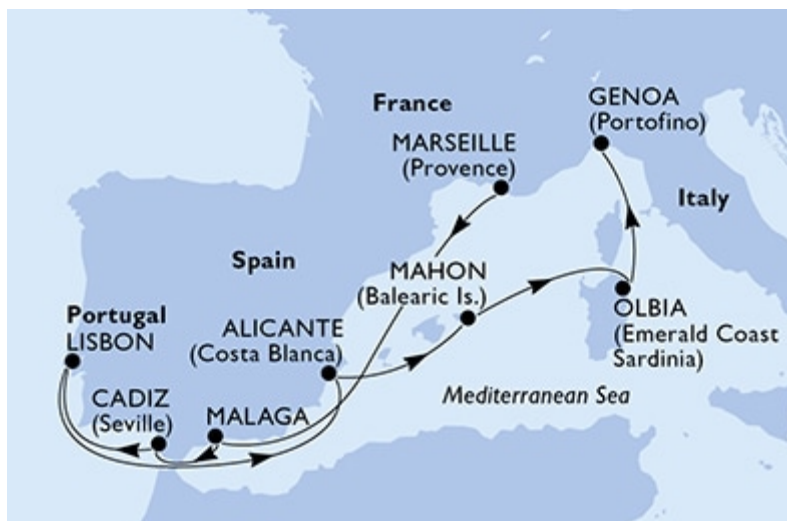 France
GENOA
(Portofino)
MARSEILLE
(Provence)
Italy
Spain
MAHON
(Balearic Is.)
Portugal
LISBON
ALICANTE
(Costa Blanca)
OLBIA
(Emerald Coast
Sardinia)
CADIZ
(Seville)
MALAGA
Mediterranean Sea